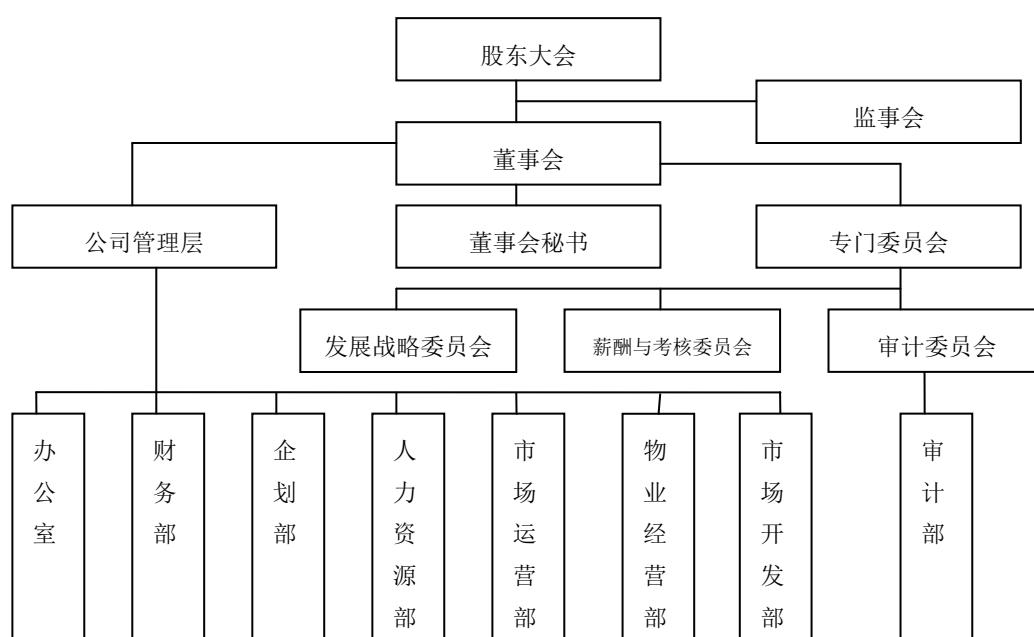 股东大会
监事会
董事会
公司管理层
董事会秘书
专门委员会
发展战略委员会
薪酬与考核委员会
审计委员会
办公室
财务部
企划部
人力资源部
市场运营部
物业经营部
市场开发部
审计部